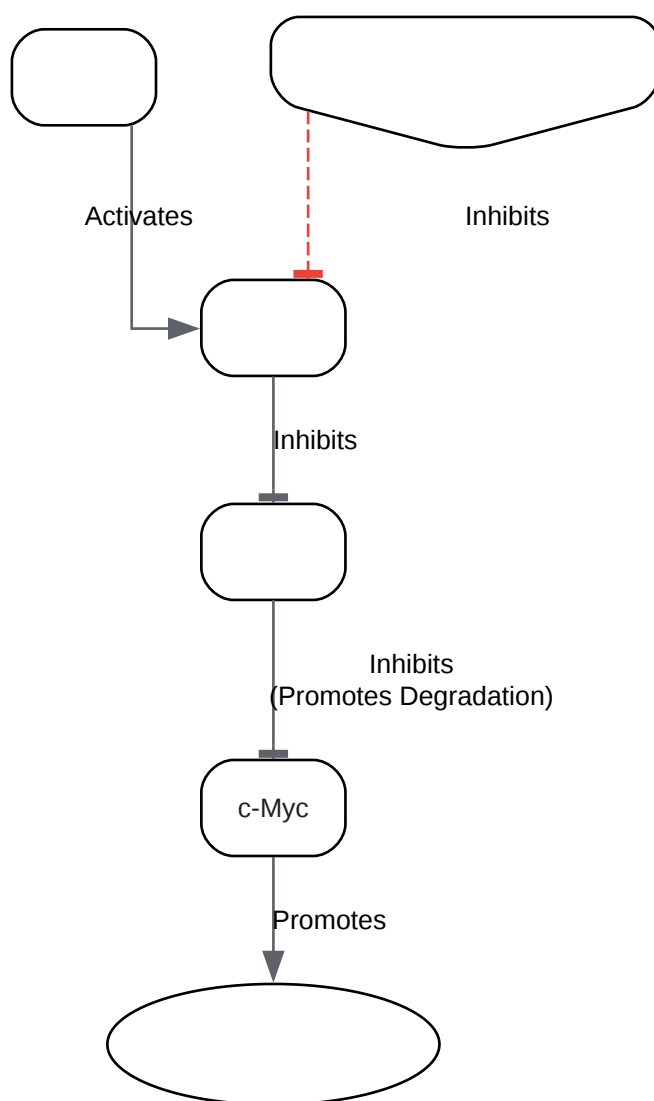 Activates
Inhibits
Inhibits
Inhibits
(Promotes Degradation)
c-Myc
Promotes